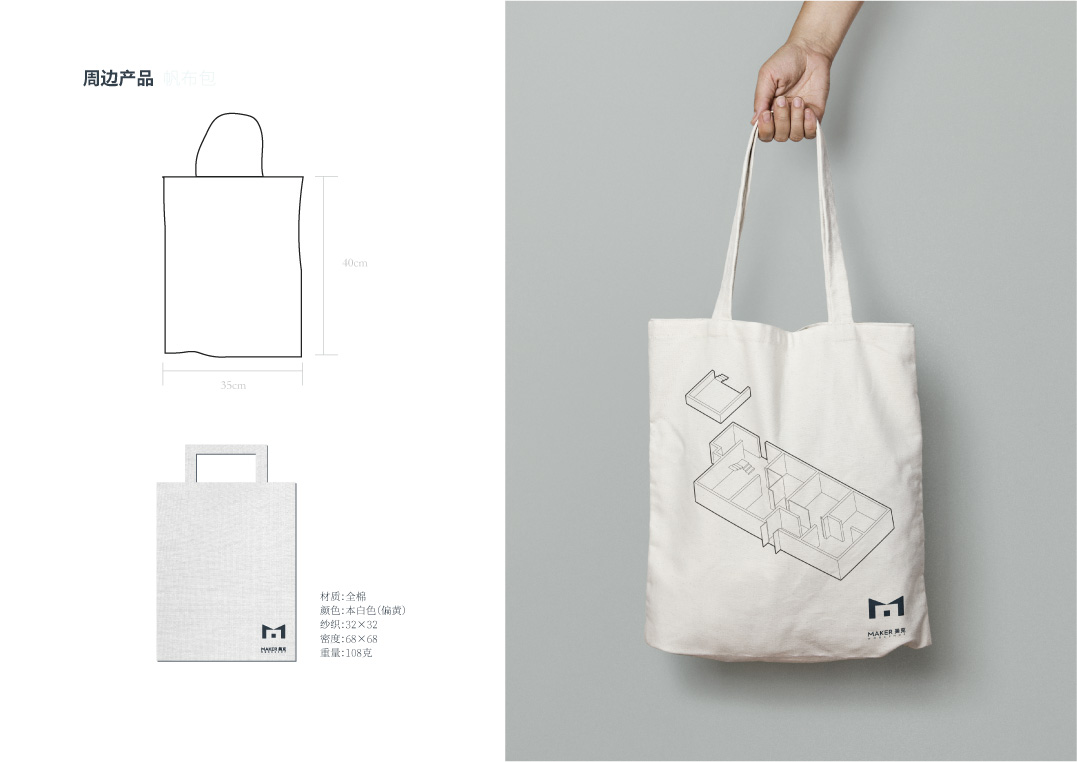 周边产品 帆布包
40cm
35cm
材质:全棉
颜色:本白色(偏黄)
纱织:32×32
密度:68×68
重量:108克
MAKER
MAKER